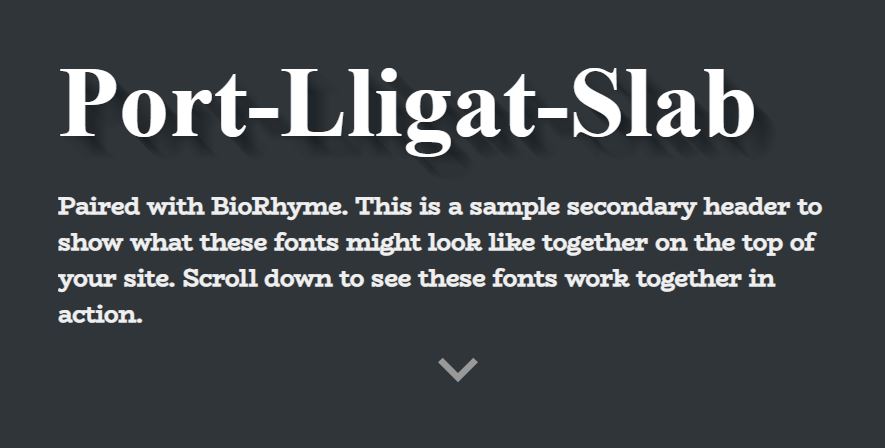 Port-Lligat-Slab
Paired with BioRhyme. This is a sample secondary header to
show what these fonts might look like together on the top of
your site. Scroll down to see these fonts work together in
action.